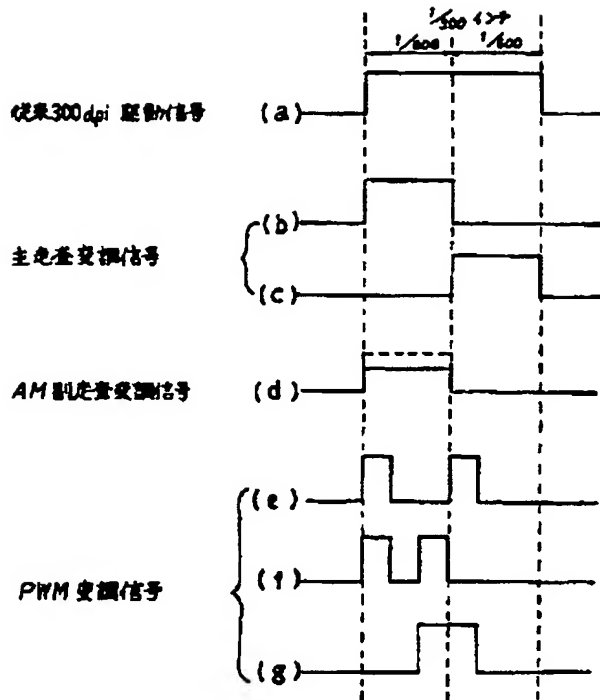 1/300 インチ
1/600 1/600
従来300dpi 駆動信号 (a)
(b)
主走査変調信号
(c)
AM 副走査変調信号 (d)
(e)
PWM 変調信号 (f)
(g)